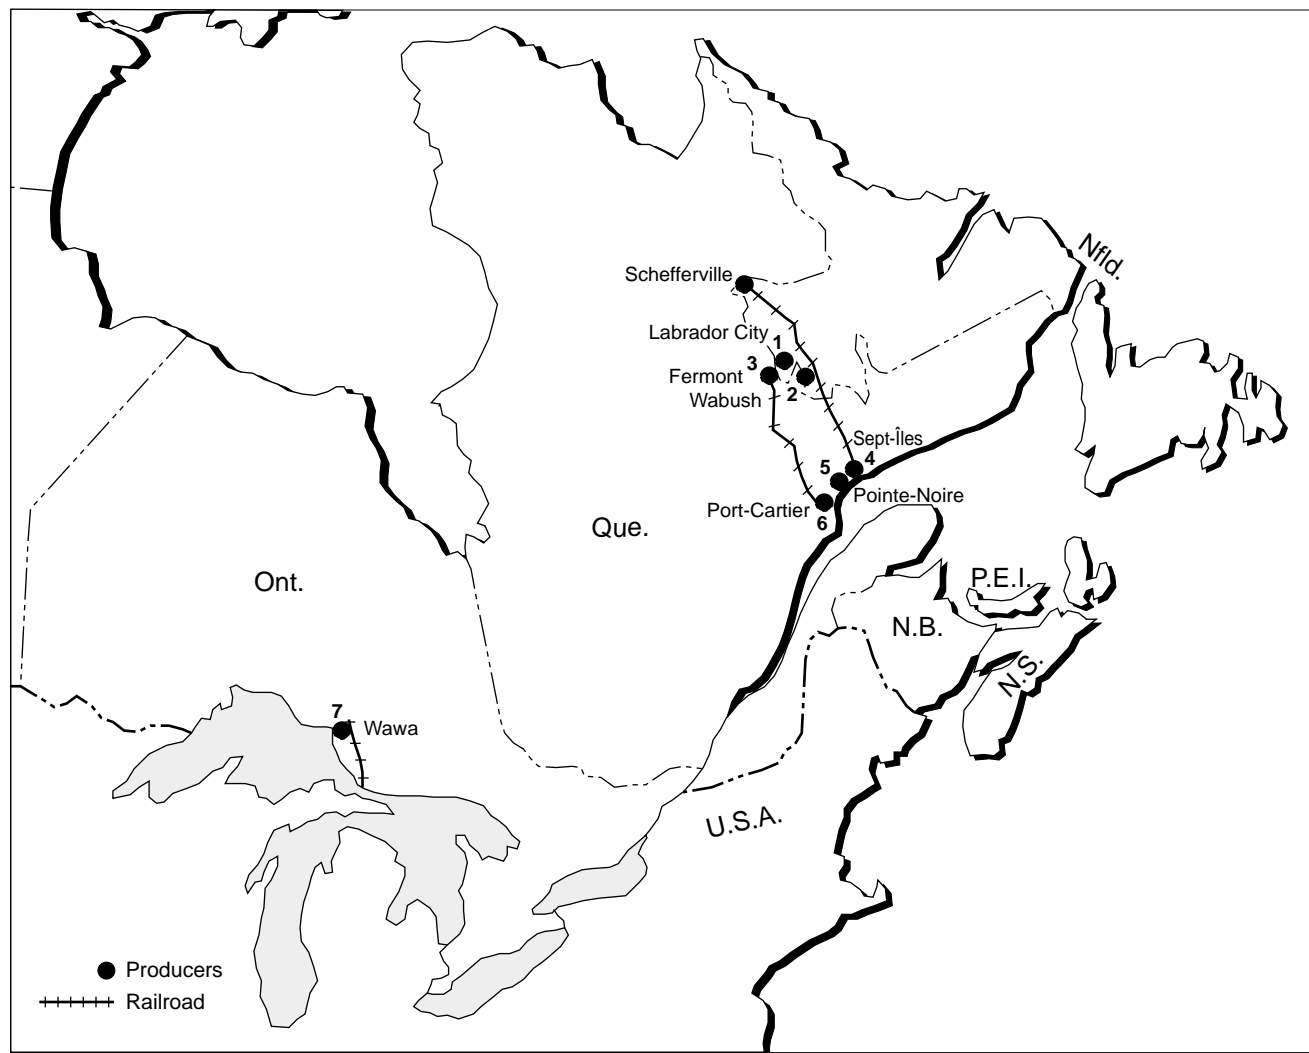 Nfld.
Schefferville
Labrador City
1
3
Fermont
2
Wabush
Sept-Îles
4
5
Pointe-Noire
Port-Cartier
6
Que.
Ont.
P.E.I.
N.B.
N.S.
7
Wawa
U.S.A.
Producers
Railroad